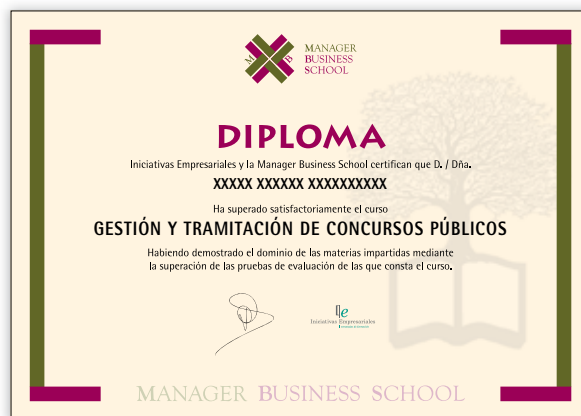 M B
MANAGER
BUSINESS
SCHOOL
DIPLOMA
Iniciativas Empresariales y la Manager Business School certifican que D. / Dña.
XXXXX XXXXXX XXXXXXXXXX
Ha superado satisfactoriamente el curso
GESTIÓN Y TRAMITACIÓN DE CONCURSOS PÚBLICOS
Habiendo demostrado el dominio de las materias impartidas mediante
la superación de las pruebas de evaluación de las que consta el curso.
Ile
Iniciativas Empresariales
MANAGER BUSINESS SCHOOL